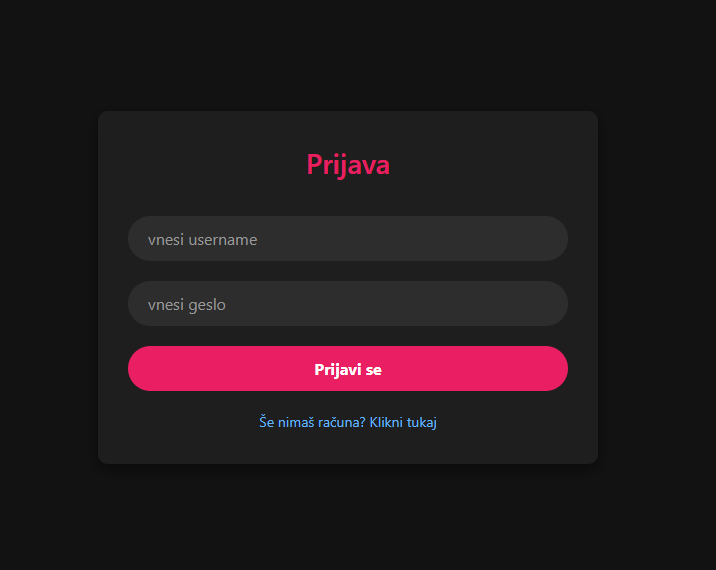 Prijava
vnesi username
vnesi geslo
Prijavi se
Še nimaš računa? Klikni tukaj